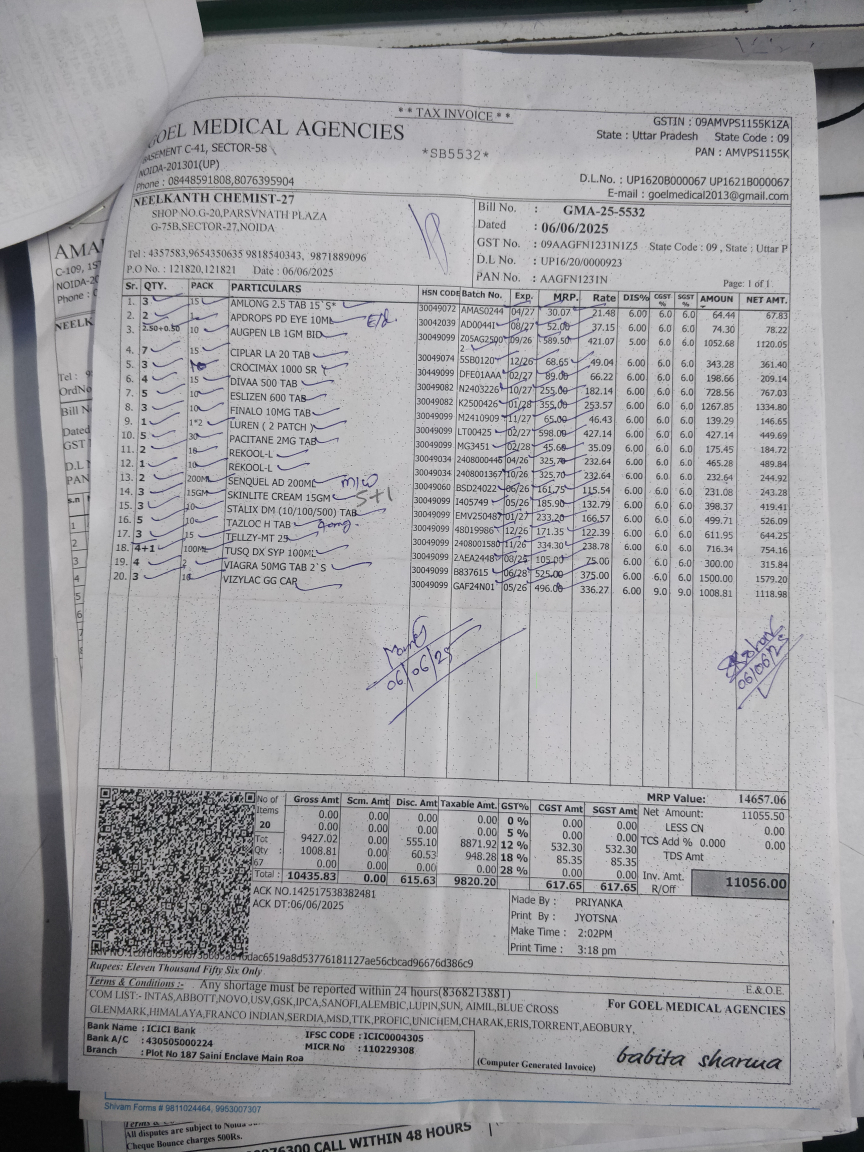 * * TAX INVOICE * *
GOEL MEDICAL AGENCIES
BASEMENT C-41, SECTOR-58
NOIDA-201301(UP)
Phone : 08448591808,8076395904
*SB5532*
GSTIN : 09AMVPS1155K1ZA
State : Uttar Pradesh State Code : 09
PAN : AMVPS1155K
D.L.No. : UP1620B000067 UP1621B000067
E-mail : goelmedical2013@gmail.com
NEELKANTH CHEMIST-27
SHOP NO.G-20,PARSVNATH PLAZA
G-75B,SECTOR-27,NOIDA
Tel : 4357583,9654350635 9818540343, 9871889096
P.O No. : 121820,121821 Date : 06/06/2025
Bill No. : GMA-25-5532
Dated : 06/06/2025
GST No. : 09AAGFN1231N1Z5 State Code : 09 , State : Uttar P
D.L No. : UP16/20/0000923
PAN No. : AAGFN1231N
Page: 1 of 1
Sr. QTY. PACK PARTICULARS HSN CODE Batch No. Exp. MRP. Rate DIS% CGST % SGST % AMOUN NET AMT.
1. 3 15 AMLONG 2.5 TAB 15`S* 30049072 AMAS0244 04/27 30.07 21.48 6.00 6.0 6.0 64.44 67.83
2. 2 1 APDROPS PD EYE 10ML 30042039 AD00441 08/27 52.00 37.15 6.00 6.0 6.0 74.30 78.22
3. 2.50+0.50 10 AUGPEN LB 1GM BID 30049099 Z05AG2500 2 09/26 589.50 421.07 5.00 6.0 6.0 1052.68 1120.05
4. 7 15 CIPLAR LA 20 TAB 30049074 5SB0120 12/26 68.65 49.04 6.00 6.0 6.0 343.28 361.40
5. 3 CROCIMAX 1000 SR 30449099 DFE01AAA 02/27 89.00 66.22 6.00 6.0 6.0 198.66 209.14
6. 4 15 DIVAA 500 TAB 30049082 N2403226 10/27 255.00 182.14 6.00 6.0 6.0 728.56 767.03
7. 5 10 ESLIZEN 600 TAB 30049082 K2500426 01/28 355.00 253.57 6.00 6.0 6.0 1267.85 1334.80
8. 3 10 FINALO 10MG TAB 30049099 M2410909 11/27 65.00 46.43 6.00 6.0 6.0 139.29 146.65
9. 1 1*2 LUREN ( 2 PATCH ) 30049099 LT00425 02/27 598.00 427.14 6.00 6.0 6.0 427.14 449.69
10. 5 30 PACITANE 2MG TAB 30049099 MG3451 02/28 45.60 35.09 6.00 6.0 6.0 175.45 184.72
11. 2 18 REKOOL-L 30049034 2408000446 04/26 325.70 232.64 6.00 6.0 6.0 465.28 489.84
12. 1 10 REKOOL-L 30049034 2408001367 10/26 325.70 232.64 6.00 6.0 6.0 232.64 244.92
13. 2 200ML SENQUEL AD 200ML 30049060 BSD24022 06/26 161.75 115.54 6.00 6.0 6.0 231.08 243.28
14. 3 15GM SKINLITE CREAM 15GM 5+1 30049099 I405749 05/26 185.90 132.79 6.00 6.0 6.0 398.37 419.41
15. 3 10 STALIX DM (10/100/500) TAB 30049099 EMV250487 01/27 233.20 166.57 6.00 6.0 6.0 499.71 526.09
16. 5 10 TAZLOC H TAB 30049099 48019986 12/26 171.35 122.39 6.00 6.0 6.0 611.95 644.25
17. 3 15 TELLZY-MT 25 30049099 2408001580 11/26 334.30 238.78 6.00 6.0 6.0 716.34 754.16
18. 4+1 100ML TUSQ DX SYP 100ML 30049099 2AEA2448 08/25 105.00 75.00 6.00 6.0 6.0 300.00 315.84
19. 4 2 VIAGRA 50MG TAB 2`S 30049099 B837615 06/28 525.00 375.00 6.00 6.0 6.0 1500.00 1579.20
20. 3 18 VIZYLAC GG CAP 30049099 GAF24N01 05/26 496.00 336.27 6.00 9.0 9.0 1008.81 1118.98
06/06/25
06/06/25
No of Items 20 Gross Amt Scm. Amt Disc. Amt Taxable Amt. GST% CGST Amt SGST Amt
0.00 0.00 0.00 0.00 0 % 0.00 0.00
0.00 0.00 0.00 0.00 5 % 0.00 0.00
9427.02 0.00 555.10 8871.92 12 % 532.30 532.30
Tot Qty : 67 1008.81 0.00 60.53 948.28 18 % 85.35 85.35
0.00 0.00 0.00 0.00 28 % 0.00 0.00
Total : 10435.83 0.00 615.63 9820.20 617.65 617.65
MRP Value: 14657.06
Net Amount: 11055.50
LESS CN 0.00
TCS Add % 0.000 0.00
TDS Amt 0.00
Inv. Amt. R/Off 11056.00
ACK NO.142517538382481
ACK DT:06/06/2025
Made By : PRIYANKA
Print By : JYOTSNA
Make Time : 2:02PM
Print Time : 3:18 pm
Rupees: Eleven Thousand Fifty Six Only
Terms & Conditions :- Any shortage must be reported within 24 hours(8368213881) E.&O.E.
COM LIST:- INTAS,ABBOTT,NOVO,USV,GSK,IPCA,SANOFI,ALEMBIC,LUPIN,SUN, AIMIL,BLUE CROSS
GLENMARK,HIMALAYA,FRANCO INDIAN,SERDIA,MSD,TTK,PROFIC,UNICHEM,CHARAK,ERIS,TORRENT,AEOBURY,
For GOEL MEDICAL AGENCIES
Bank Name : ICICI Bank IFSC CODE : ICIC0004305
Bank A/C : 430505000224 MICR No : 110229308
Branch : Plot No 187 Saini Enclave Main Roa
(Computer Generated Invoice)
babita sharma
Shivam Forms # 9811024464, 9953007307
All disputes are subject to
Cheque Bounce charges 500Rs.
CALL WITHIN 48 HOURS